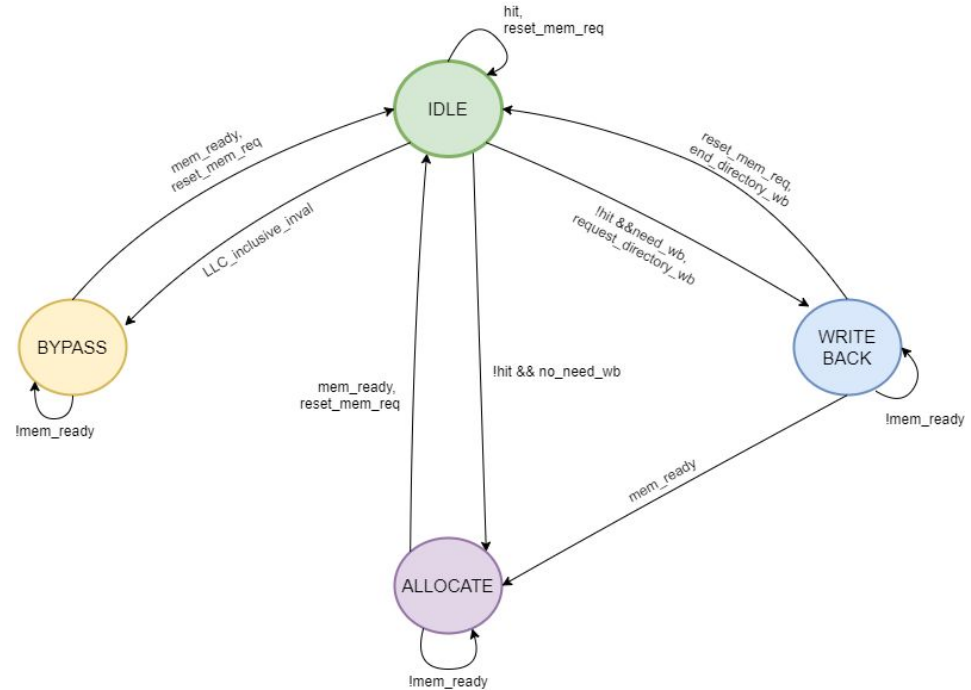 hit,
reset_mem_req
IDLE
mem_ready,
reset_mem_req
reset_mem_req,
end_directory_wb
LLC_inclusive_inval
!hit &&need_wb,
request_directory_wb
BYPASS
WRITE
BACK
!mem_ready
!mem_ready
mem_ready,
reset_mem_req
!hit && no_need_wb
mem_ready
ALLOCATE
!mem_ready